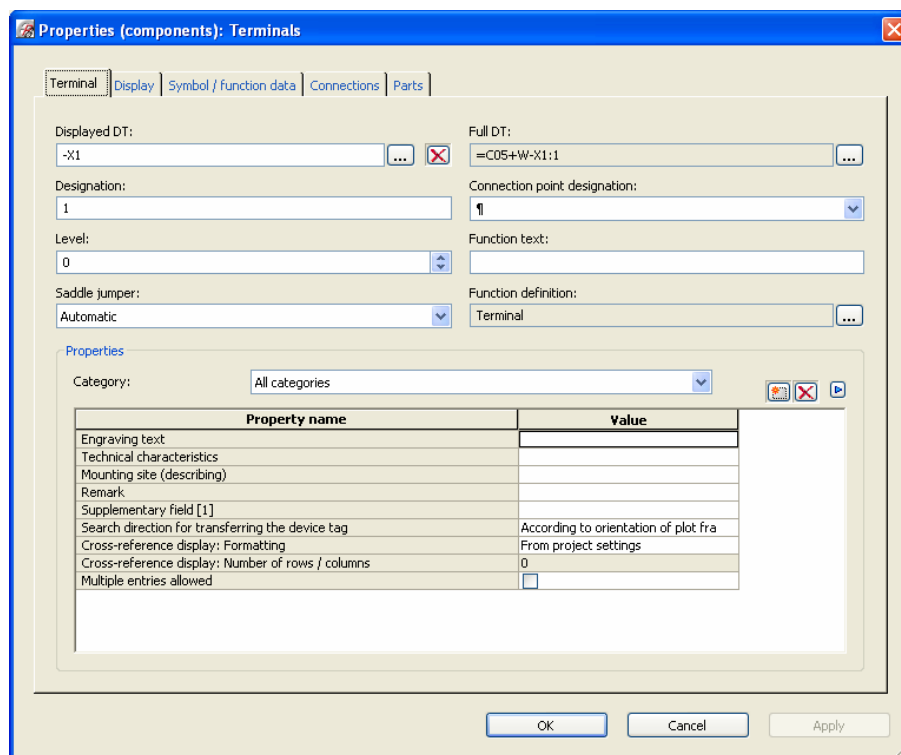 Properties (components): Terminals
Terminal Display Symbol / function data Connections Parts
Displayed DT: Full DT:
-X1 ... =C05+W-X1:1 ...
Designation: Connection point designation:
1 ¶
Level: Function text:
0
Saddle jumper: Function definition:
Automatic Terminal ...
Properties
Category: All categories
Property name Value
Engraving text
Technical characteristics
Mounting site (describing)
Remark
Supplementary field [1]
Search direction for transferring the device tag According to orientation of plot fra
Cross-reference display: Formatting From project settings
Cross-reference display: Number of rows / columns 0
Multiple entries allowed
OK Cancel Apply